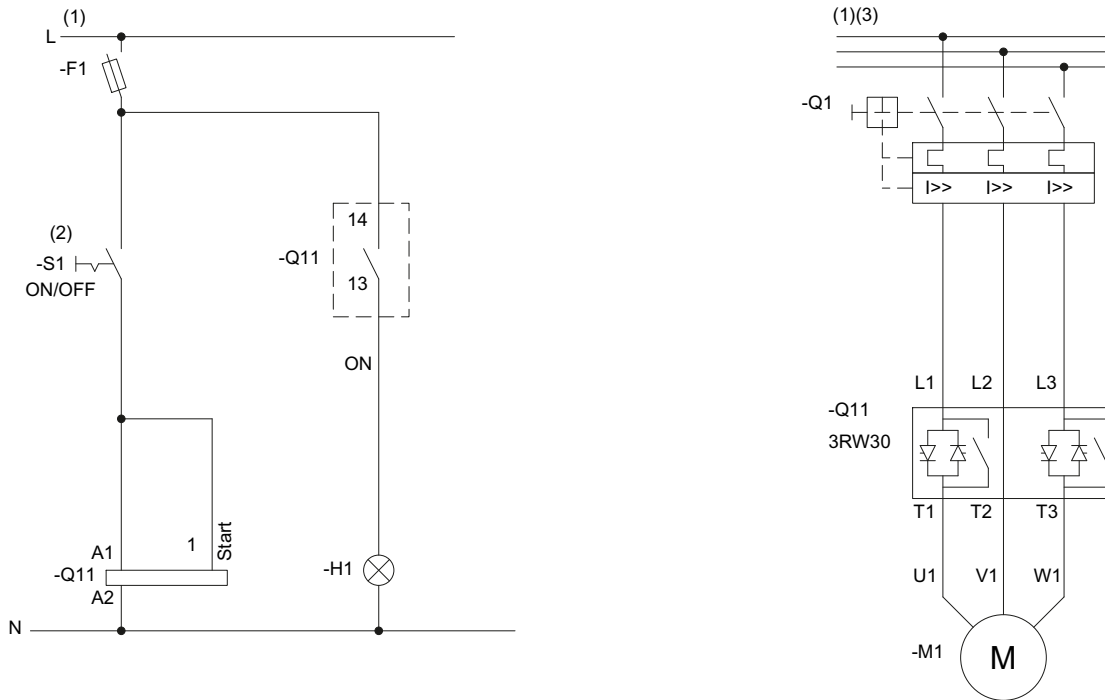 (1)
L
-F1
(2)
-S1
ON/OFF
14
-Q11
13
ON
A1
1
Start
-Q11
A2
-H1
N
(1)(3)
-Q1
I>> I>> I>>
L1 L2 L3
-Q11
3RW30
T1 T2 T3
U1 V1 W1
-M1
M